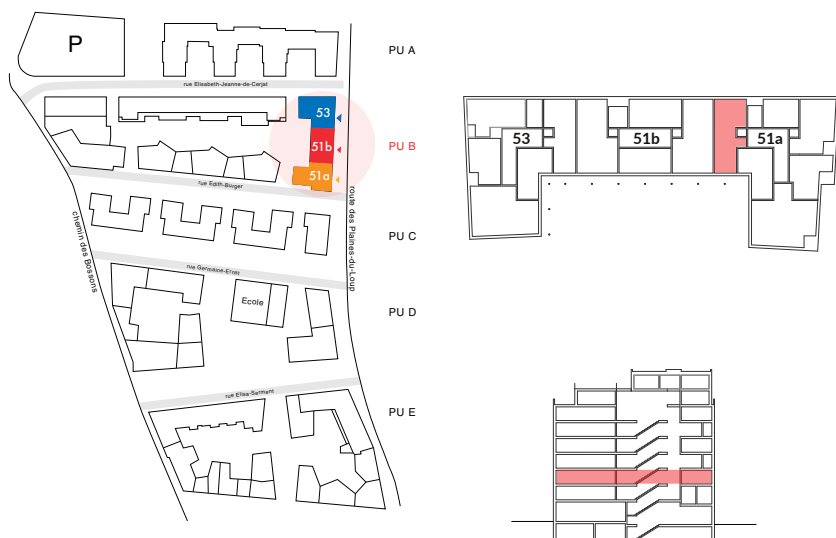 P
PU A
rue Elisabeth-Jeanne-de-Cerjat
53
51b
51a
PU B
rue Edith-Burger
route des Plaines-du-Loup
chemin des Bossons
PU C
rue Germaine-Ernst
Ecole
PU D
rue Elisa-Serment
PU E
53
51b
51a